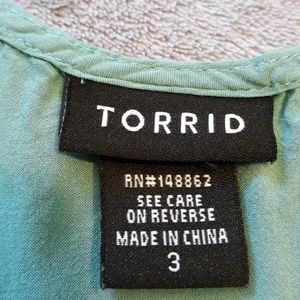 TORRID
RN#148862
SEE CARE
ON REVERSE
MADE IN CHINA
3